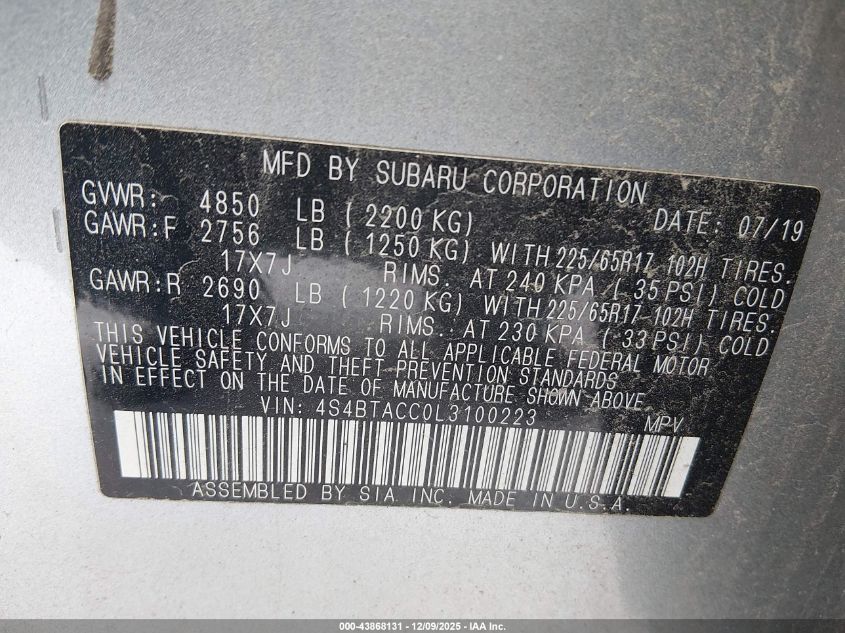 MFD BY SUBARU CORPORATION
GVWR: 4850 LB (2200 KG) DATE: 07/19
GAWR:F 2756 LB (1250 KG) WITH 225/65R17 102H TIRES.
17X7J RIMS. AT 240 KPA (35 PSI) COLD
GAWR:R 2690 LB (1220 KG) WITH 225/65R17 102H TIRES.
17X7J RIMS. AT 230 KPA (33 PSI) COLD
THIS VEHICLE CONFORMS TO ALL APPLICABLE FEDERAL MOTOR
VEHICLE SAFETY AND THEFT PREVENTION STANDARDS
IN EFFECT ON THE DATE OF MANUFACTURE SHOWN ABOVE.
VIN: 4S4BTACC0L3100223 MPV
ASSEMBLED BY SIA INC. MADE IN U.S.A.
000-43868131 - 12/09/2025 - IAA Inc.